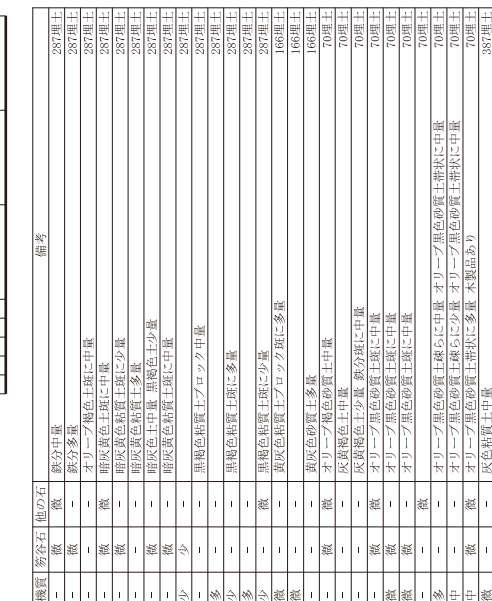 機質 笏谷石 他の石 備考
- 微 微 鉄分中量 287埋土
- 微 - 鉄分多量 287埋土
- - - オリーブ褐色土斑に中量 287埋土
- 微 微 暗灰黄色土斑に中量 287埋土
- 微 - 暗灰黄色粘質土斑に少量 287埋土
- - - 暗灰黄色粘質土多量 287埋土
- 微 - 暗灰色土中量 黒褐色土少量 287埋土
- 微 - 暗灰黄色粘質土斑に中量 287埋土
少 少 - 287埋土
- - - 黒褐色粘質土ブロック中量 287埋土
多 - - 287埋土
少 - - 黒褐色粘質土斑に多量 287埋土
多 - - 287埋土
少 - 微 黒褐色粘質土斑に少量 287埋土
微 - - 黄灰色粘質土ブロック斑に多量 166埋土
微 - - 166埋土
- - - 黄灰色砂質土多量 166埋土
- 微 微 オリーブ褐色砂質土中量 70埋土
- - - 灰黄褐色土中量 70埋土
- - - 灰黄褐色土少量 鉄分斑に中量 70埋土
- 微 微 オリーブ黒色砂質土斑に中量 70埋土
微 微 - オリーブ黒色砂質土斑に中量 70埋土
微 微 - オリーブ黒色砂質土斑に中量 70埋土
- - 微 70埋土
多 - - オリーブ黒色砂質土疎らに中量 オリーブ黒色砂質土帯状に中量 70埋土
中 - - オリーブ黒色砂質土疎らに少量 オリーブ黒色砂質土帯状に中量 70埋土
中 微 微 オリーブ黒色砂質土帯状に多量 木製品あり 70埋土
微 - - 灰色粘質土中量 387埋土